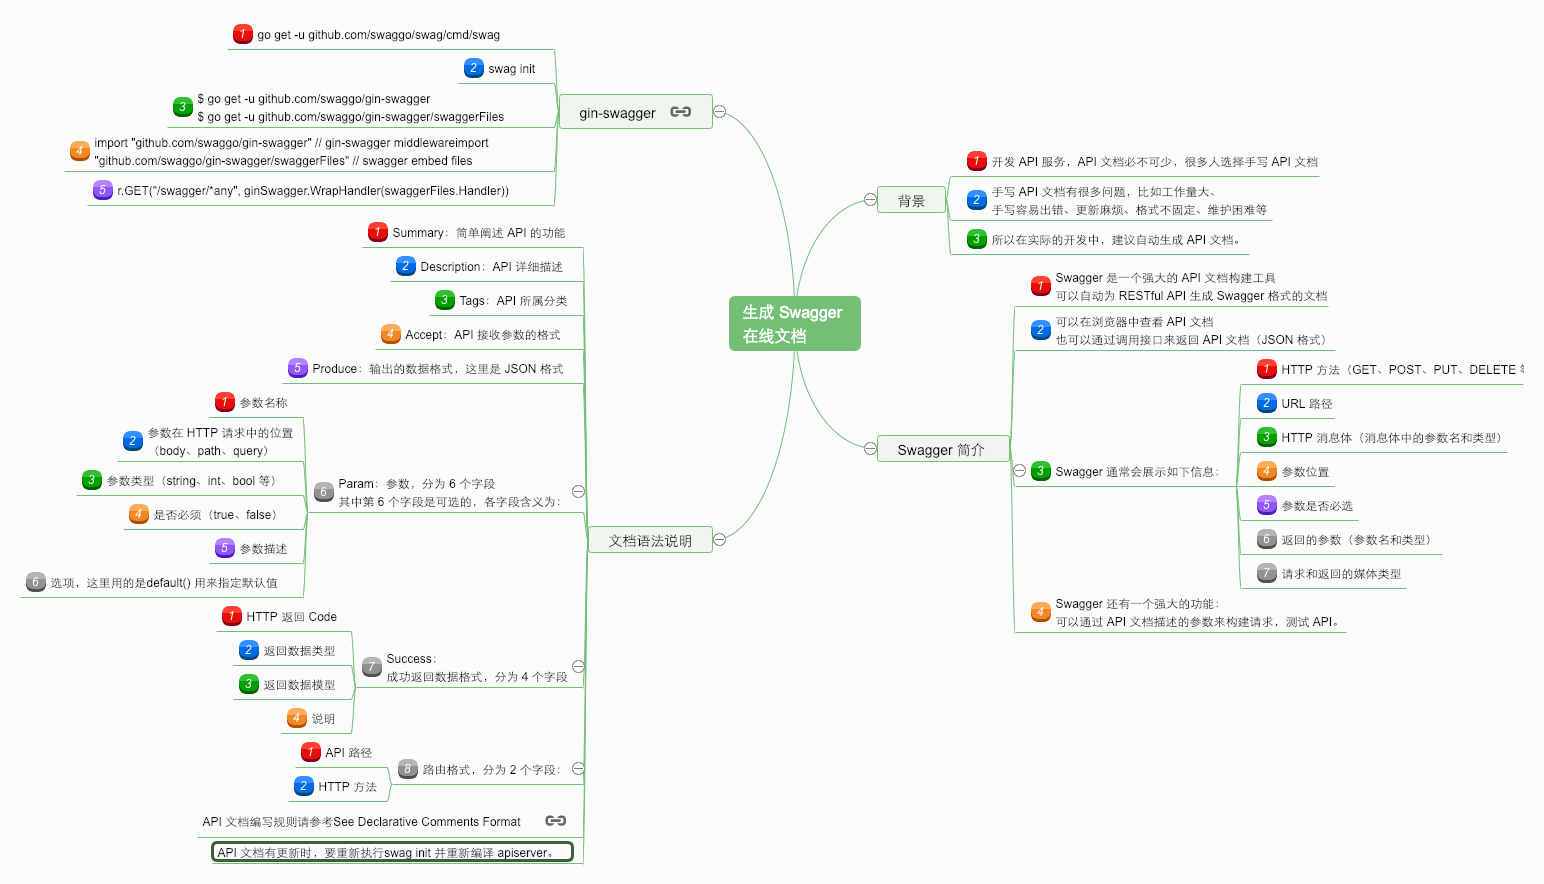 生成 Swagger
在线文档
背景
1 开发 API 服务，API 文档必不可少，很多人选择手写 API 文档
2 手写 API 文档有很多问题，比如工作量大、
手写容易出错、更新麻烦、格式不固定、维护困难等
3 所以在实际的开发中，建议自动生成 API 文档。
Swagger 简介
1 Swagger 是一个强大的 API 文档构建工具
可以自动为 RESTful API 生成 Swagger 格式的文档
2 可以在浏览器中查看 API 文档
也可以通过调用接口来返回 API 文档（JSON 格式）
3 Swagger 通常会展示如下信息：
1 HTTP 方法（GET、POST、PUT、DELETE
2 URL 路径
3 HTTP 消息体（消息体中的参数名和类型）
4 参数位置
5 参数是否必选
6 返回的参数（参数名和类型）
7 请求和返回的媒体类型
4 Swagger 还有一个强大的功能：
可以通过 API 文档描述的参数来构建请求，测试 API。
gin-swagger
1 go get -u github.com/swaggo/swag/cmd/swag
2 swag init
3 $ go get -u github.com/swaggo/gin-swagger
$ go get -u github.com/swaggo/gin-swagger/swaggerFiles
4 import "github.com/swaggo/gin-swagger" // gin-swagger middlewareimport
"github.com/swaggo/gin-swagger/swaggerFiles" // swagger embed files
5 r.GET("/swagger/*any", ginSwagger.WrapHandler(swaggerFiles.Handler))
文档语法说明
1 Summary：简单阐述 API 的功能
2 Description：API 详细描述
3 Tags：API 所属分类
4 Accept：API 接收参数的格式
5 Produce：输出的数据格式，这里是 JSON 格式
6 Param：参数，分为 6 个字段
其中第 6 个字段是可选的，各字段含义为：
1 参数名称
2 参数在 HTTP 请求中的位置
（body、path、query）
3 参数类型（string、int、bool 等）
4 是否必须（true、false）
5 参数描述
6 选项，这里用的是default() 用来指定默认值
7 Success：
成功返回数据格式，分为 4 个字段
1 HTTP 返回 Code
2 返回数据类型
3 返回数据模型
4 说明
8 路由格式，分为 2 个字段：
1 API 路径
2 HTTP 方法
API 文档编写规则请参考See Declarative Comments Format
API 文档有更新时，要重新执行swag init 并重新编译 apiserver。